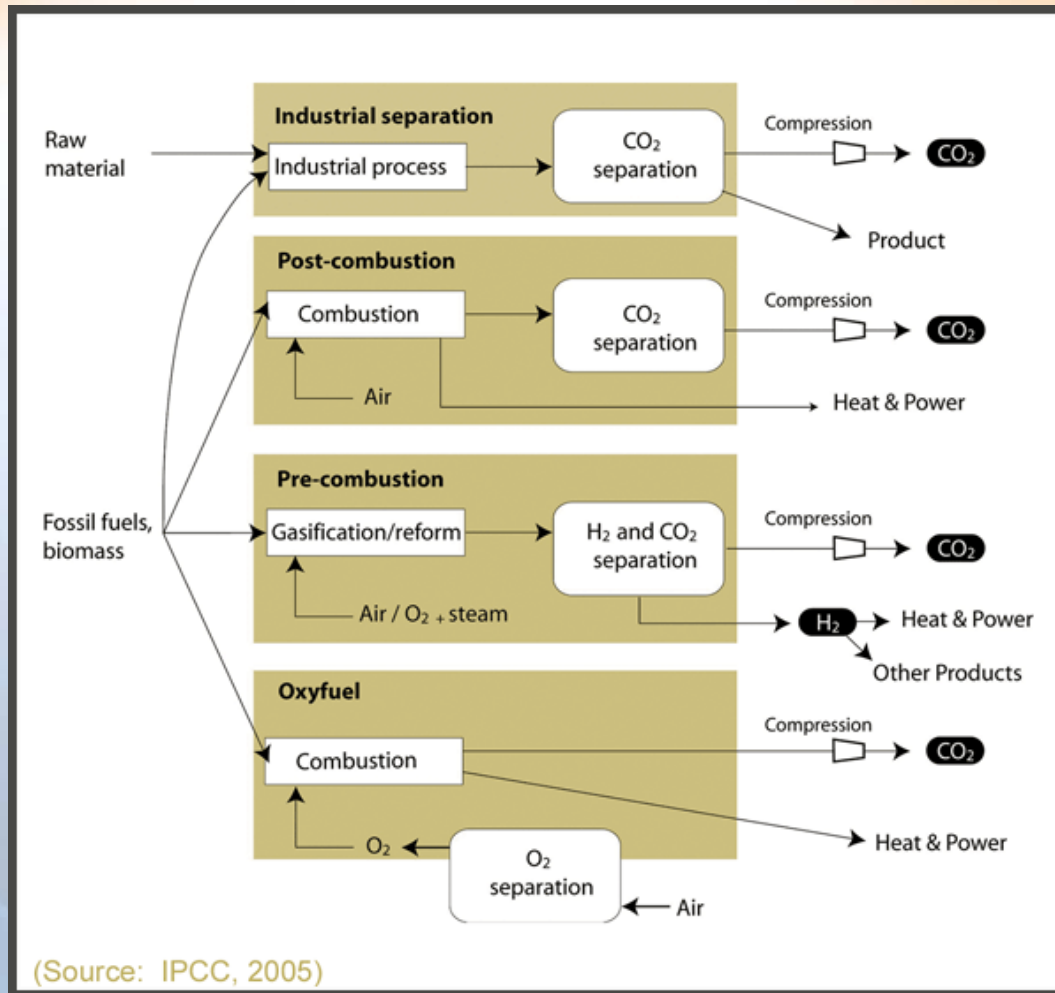 Industrial separation
Raw
material
Industrial process
CO₂
separation
Compression
CO₂
Product
Post-combustion
Combustion
CO₂
separation
Compression
CO₂
Air
Heat & Power
Fossil fuels,
biomass
Pre-combustion
Gasification/reform
H₂ and CO₂
separation
Compression
CO₂
Air / O₂ + steam
H₂
Heat & Power
Other Products
Oxyfuel
Combustion
Compression
CO₂
O₂
Heat & Power
O₂
separation
Air
(Source: IPCC, 2005)